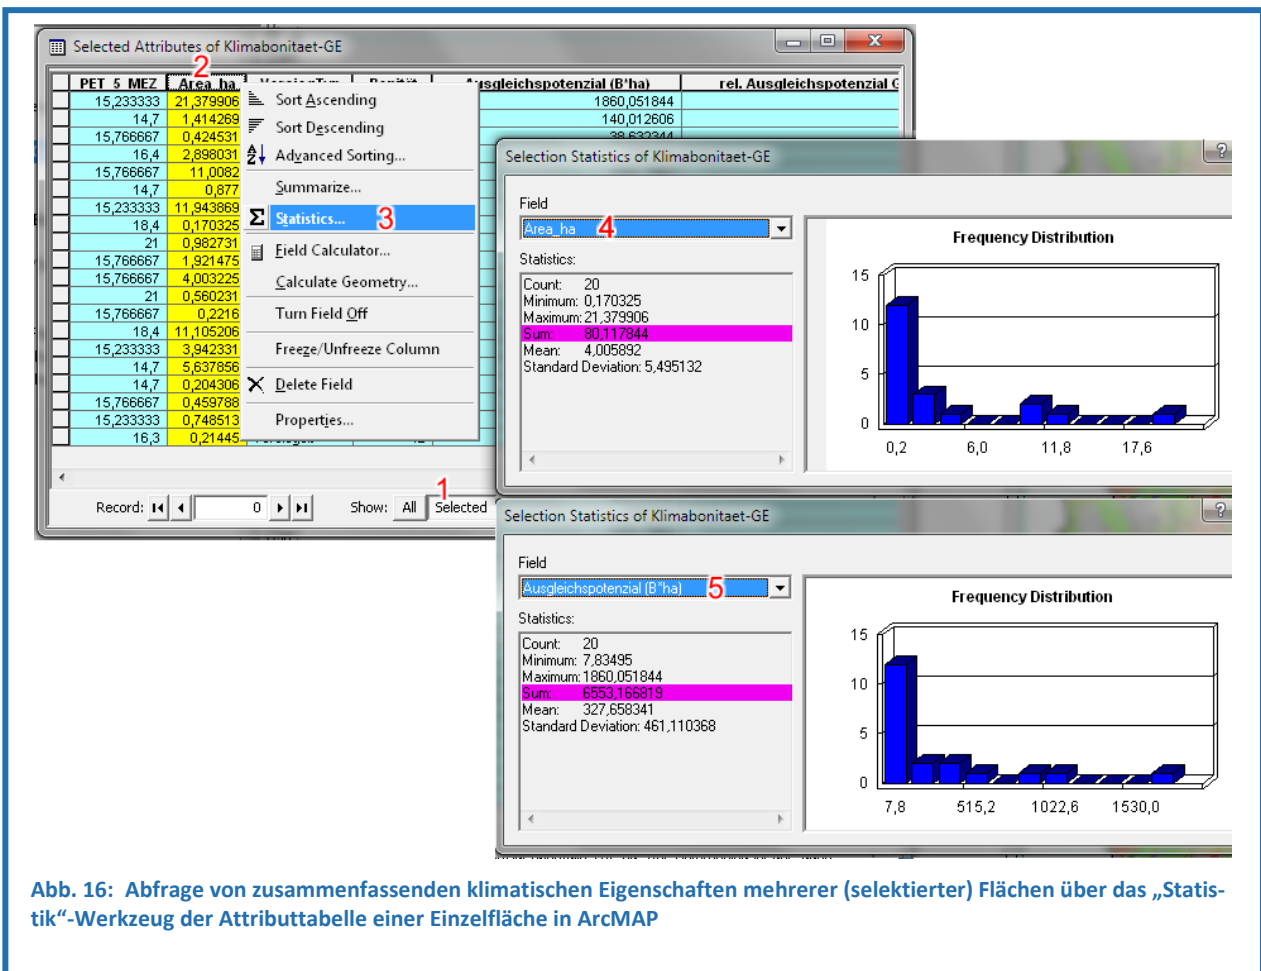 Selected Attributes of Klimabonitaet-GE
2
PET_5_MEZ Area_ha Ausgleichspotenzial (B*ha) rel. Ausgleichspotenzial G
15,233333 21,379906 1860,051844
14,7 1,414269 140,012606
15,766667 0,424531 38,632344
16,4 2,898031
15,766667 11,0082
14,7 0,877
15,233333 11,943869
18,4 0,170325
21 0,982731
15,766667 1,921475
15,766667 4,003225
21 0,560231
15,766667 0,2216
18,4 11,105206
15,233333 3,942331
14,7 5,637856
14,7 0,204306
15,766667 0,459788
15,233333 0,748513
16,3 0,21445
Sort Ascending
Sort Descending
Advanced Sorting...
Summarize...
Σ Statistics... 3
Field Calculator...
Calculate Geometry...
Turn Field Off
Freeze/Unfreeze Column
Delete Field
Properties...
1
Record: 0 Show: All Selected
Selection Statistics of Klimabonitaet-GE ?
Field
Area_ha 4
Statistics:
Count: 20
Minimum: 0,170325
Maximum: 21,379906
Sum: 80,117844
Mean: 4,005892
Standard Deviation: 5,495132
Frequency Distribution
15
10
5
0
0,2 6,0 11,8 17,6
Selection Statistics of Klimabonitaet-GE ?
Field
Ausgleichspotenzial (B*ha) 5
Statistics:
Count: 20
Minimum: 7,83495
Maximum: 1860,051844
Sum: 6553,166819
Mean: 327,658341
Standard Deviation: 461,110368
Frequency Distribution
15
10
5
0
7,8 515,2 1022,6 1530,0
Abb. 16: Abfrage von zusammenfassenden klimatischen Eigenschaften mehrerer (selektierter) Flächen über das „Statis-
tik“-Werkzeug der Attributtabelle einer Einzelfläche in ArcMAP